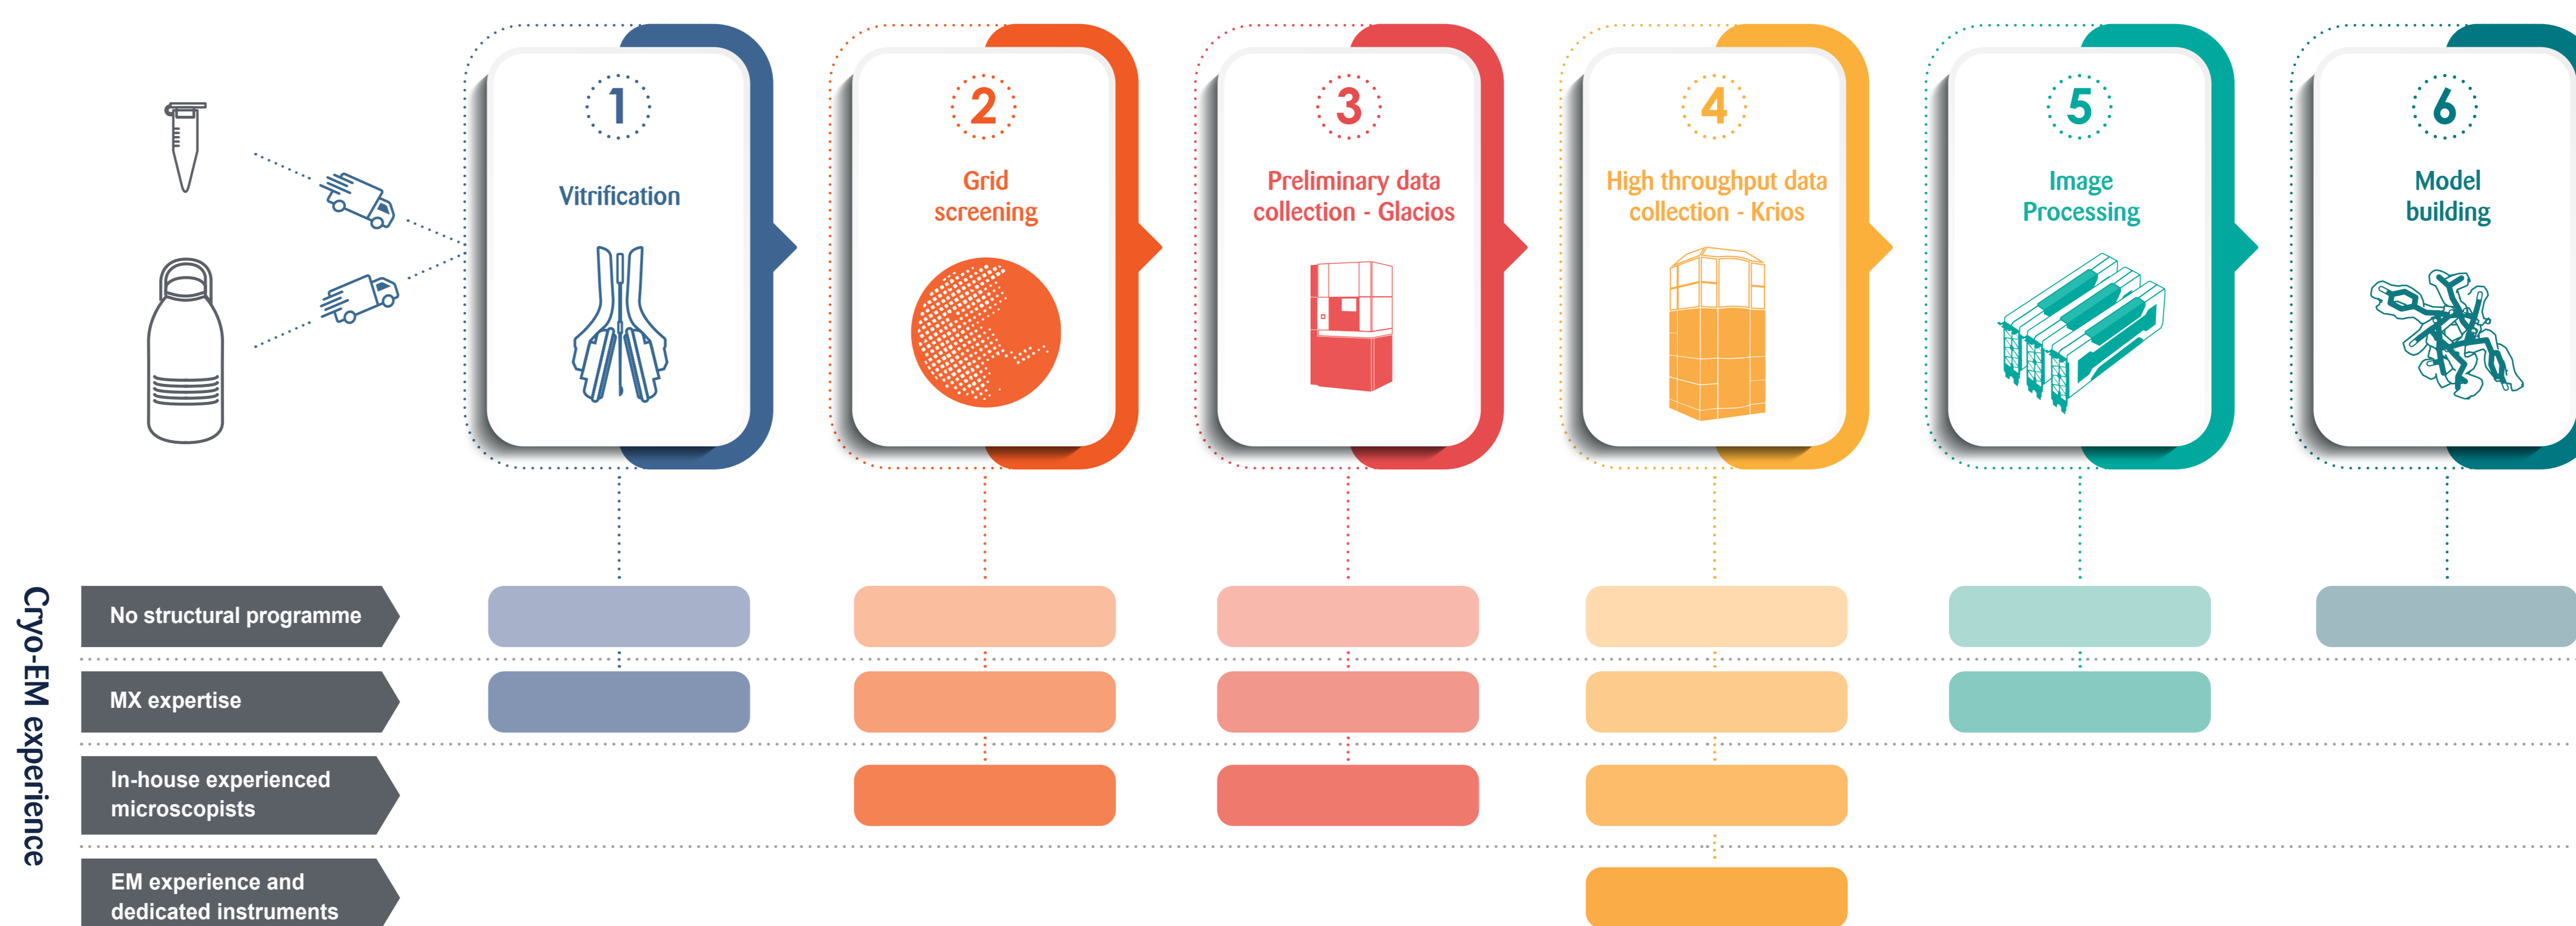 1
Vitrification
2
Grid
screening
3
Preliminary data
collection - Glacios
4
High throughput data
collection - Krios
5
Image
Processing
6
Model
building
Cryo-EM experience
No structural programme
MX expertise
In-house experienced
microscopists
EM experience and
dedicated instruments